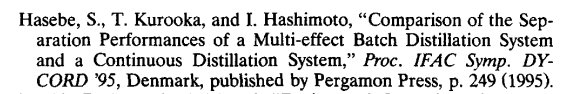 Hasebe, S., T. Kurooka, and I. Hashimoto, “Comparison of the Sep-
aration Performances of a Multi-effect Batch Distillation System
and a Continuous Distillation System,” Proc. IFAC Symp. DY-
CORD ’95, Denmark, published by Pergamon Press, p. 249 (1995).